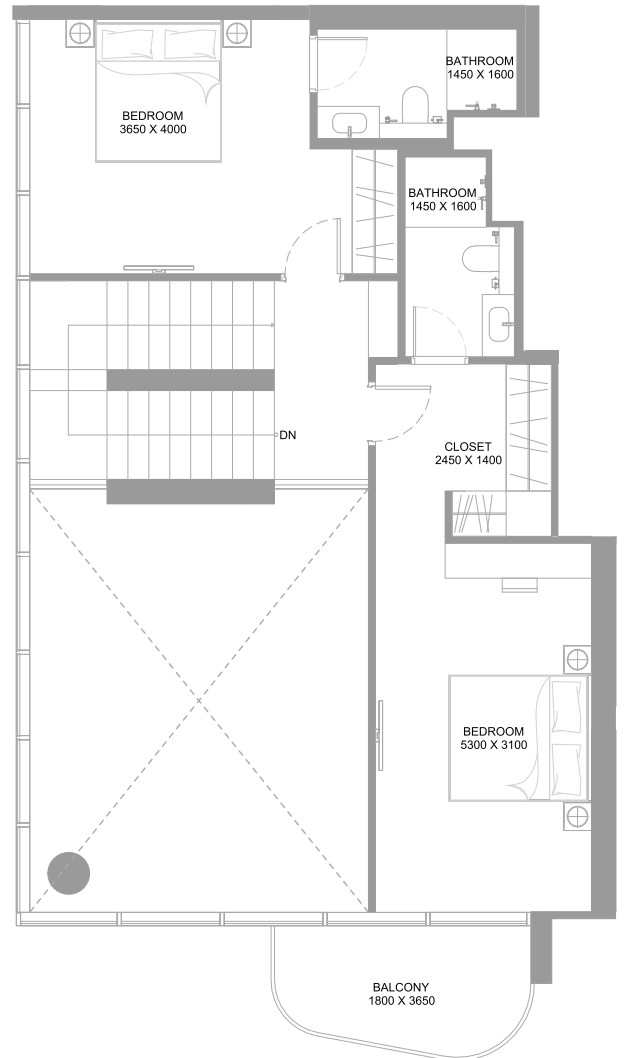 BATHROOM
1450 X 1600
BEDROOM
3650 X 4000
BATHROOM
1450 X 1600
DN
CLOSET
2450 X 1400
BEDROOM
5300 X 3100
BALCONY
1800 X 3650